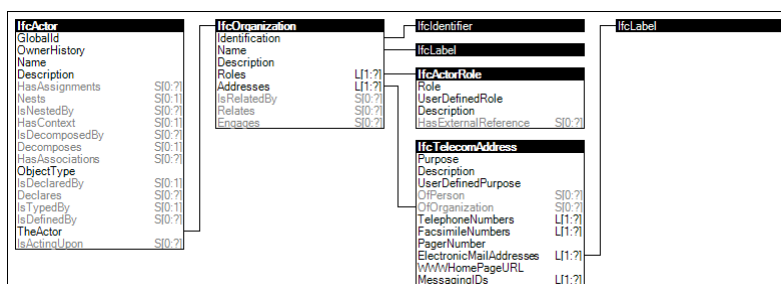 IfcActor
GlobalId
OwnerHistory
Name
Description
HasAssignments S[0:?]
Nests S[0:1]
IsNestedBy S[0:?]
HasContext S[0:1]
IsDecomposedBy S[0:?]
Decomposes S[0:1]
HasAssociations S[0:?]
ObjectType
IsDeclaredBy S[0:1]
Declares S[0:?]
IsTypedBy S[0:1]
IsDefinedBy S[0:?]
TheActor
IsActingUpon S[0:?]
IfcOrganization
Identification
Name
Description
Roles L[1:?]
Addresses L[1:?]
IsRelatedBy S[0:?]
Relates S[0:?]
Engages S[0:?]
IfcIdentifier
IfcLabel
IfcActorRole
Role
UserDefinedRole
Description
HasExternalReference S[0:?]
IfcTelecomAddress
Purpose
Description
UserDefinedPurpose
OfPerson S[0:?]
OfOrganization S[0:?]
TelephoneNumbers L[1:?]
FacsimileNumbers L[1:?]
PagerNumber
ElectronicMailAddresses L[1:?]
WWWHomePageURL
MessagingIDs L[1:?]
IfcLabel